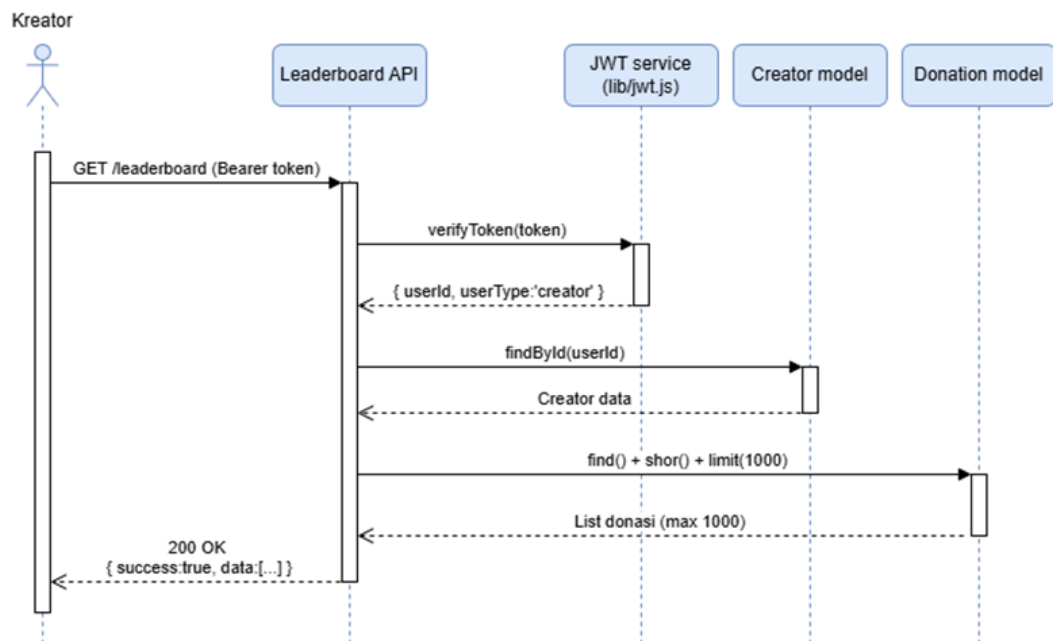 Kreator
Leaderboard API
JWT service
(lib/jwt.js)
Creator model
Donation model
GET /leaderboard (Bearer token)
verifyToken(token)
{ userId, userType:'creator' }
findById(userId)
Creator data
find() + shor() + limit(1000)
List donasi (max 1000)
200 OK
{ success:true, data:[...] }